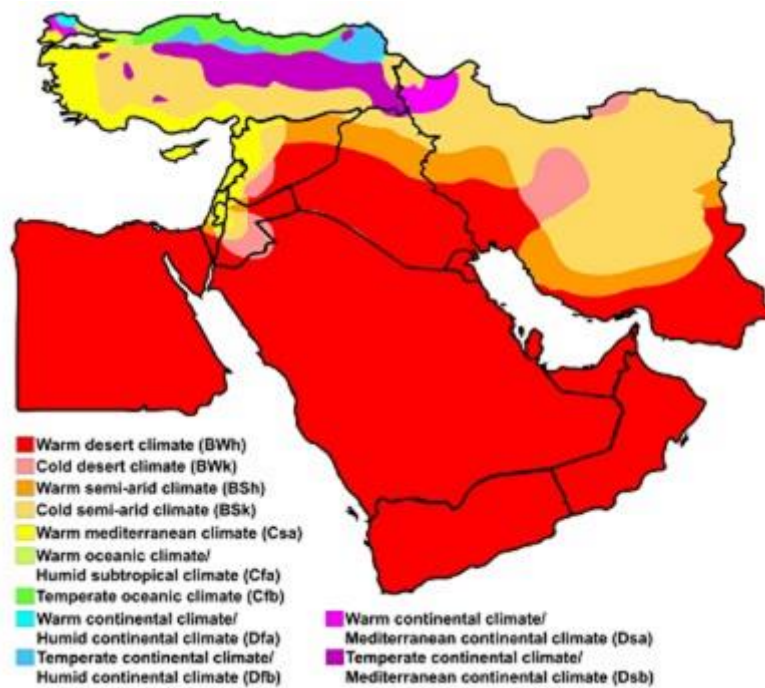 Warm desert climate (BWh)
Cold desert climate (BWk)
Warm semi-arid climate (BSh)
Cold semi-arid climate (BSk)
Warm mediterranean climate (Csa)
Warm oceanic climate/
Humid subtropical climate (Cfa)
Temperate oceanic climate (Cfb)
Warm continental climate/
Humid continental climate (Dfa)
Temperate continental climate/
Humid continental climate (Dfb)
Warm continental climate/
Mediterranean continental climate (Dsa)
Temperate continental climate/
Mediterranean continental climate (Dsb)